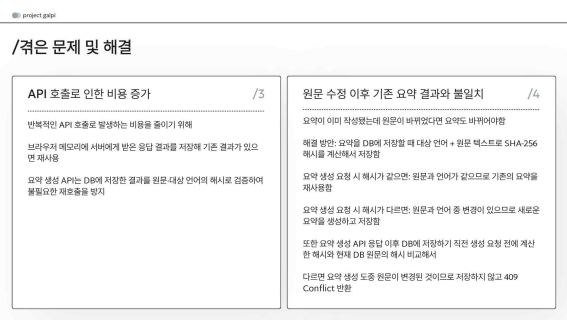 project galpi
/겪은 문제 및 해결
API 호출로 인한 비용 증가
/3
반복적인 API 호출로 발생하는 비용을 줄이기 위해
브라우저 메모리에 서버에게 받은 응답 결과를 저장해 기존 결과가 있으
면 재사용
요약 생성 API는 DB에 저장한 결과를 원문·대상 언어의 해시로 검증하여
불필요한 재호출을 방지
원문 수정 이후 기존 요약 결과와 불일치
/4
요약이 이미 작성됐는데 원문이 바뀌었다면 요약도 바뀌어야함
해결 방안: 요약을 DB에 저장할 때 대상 언어 + 원문 텍스트로 SHA-256
해시를 계산해서 저장함
요약 생성 요청 시 해시가 같으면: 원문과 언어가 같으므로 기존의 요약을
재사용함
요약 생성 요청 시 해시가 다르면: 원문과 언어 중 변경이 있으므로 새로운
요약을 생성하고 저장함
또한 요약 생성 API 응답 이후 DB에 저장하기 직전 생성 요청 전에 계산
한 해시와 현재 DB 원문의 해시 비교해서
다르면 요약 생성 도중 원문이 변경된 것이므로 저장하지 않고 409
Conflict 반환